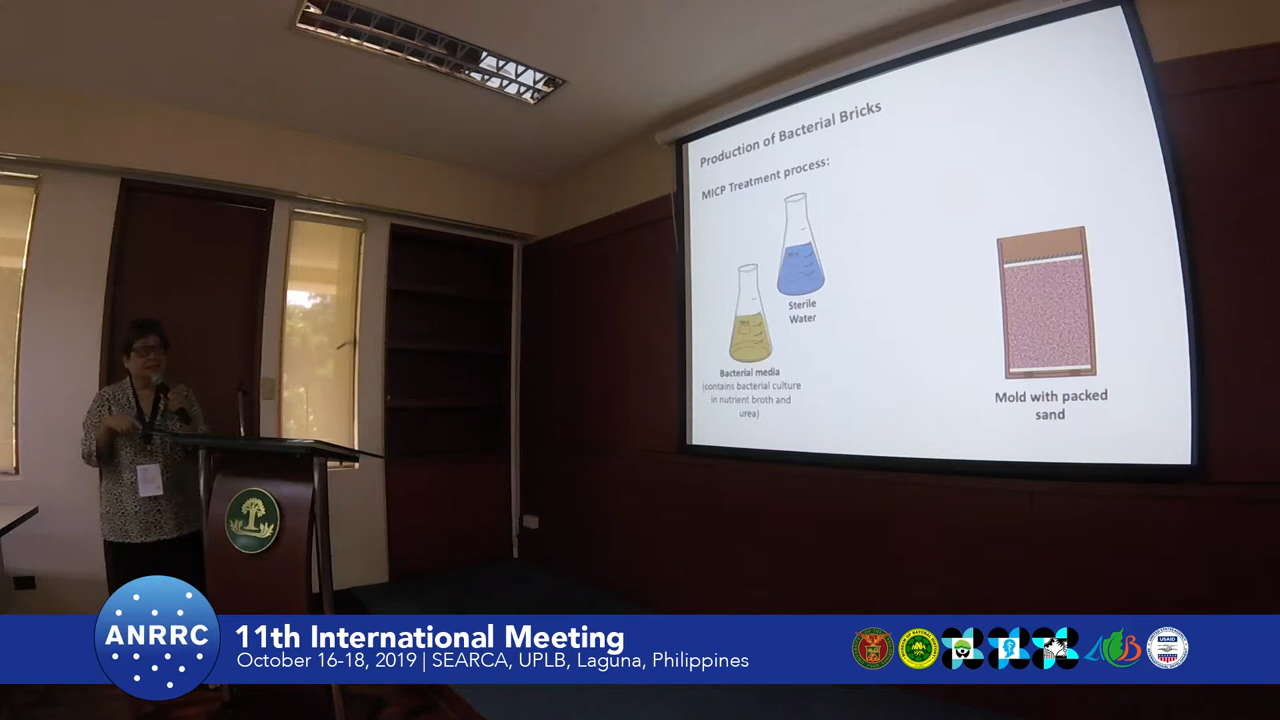 Production of Bacterial Bricks
MICP Treatment process:
Sterile
Water
Bacterial media
(contains bacterial culture
in nutrient broth and
urea)
Mold with packed
sand
ANRRC
11th International Meeting
October 16-18, 2019 | SEARCA, UPLB, Laguna, Philippines
USAID